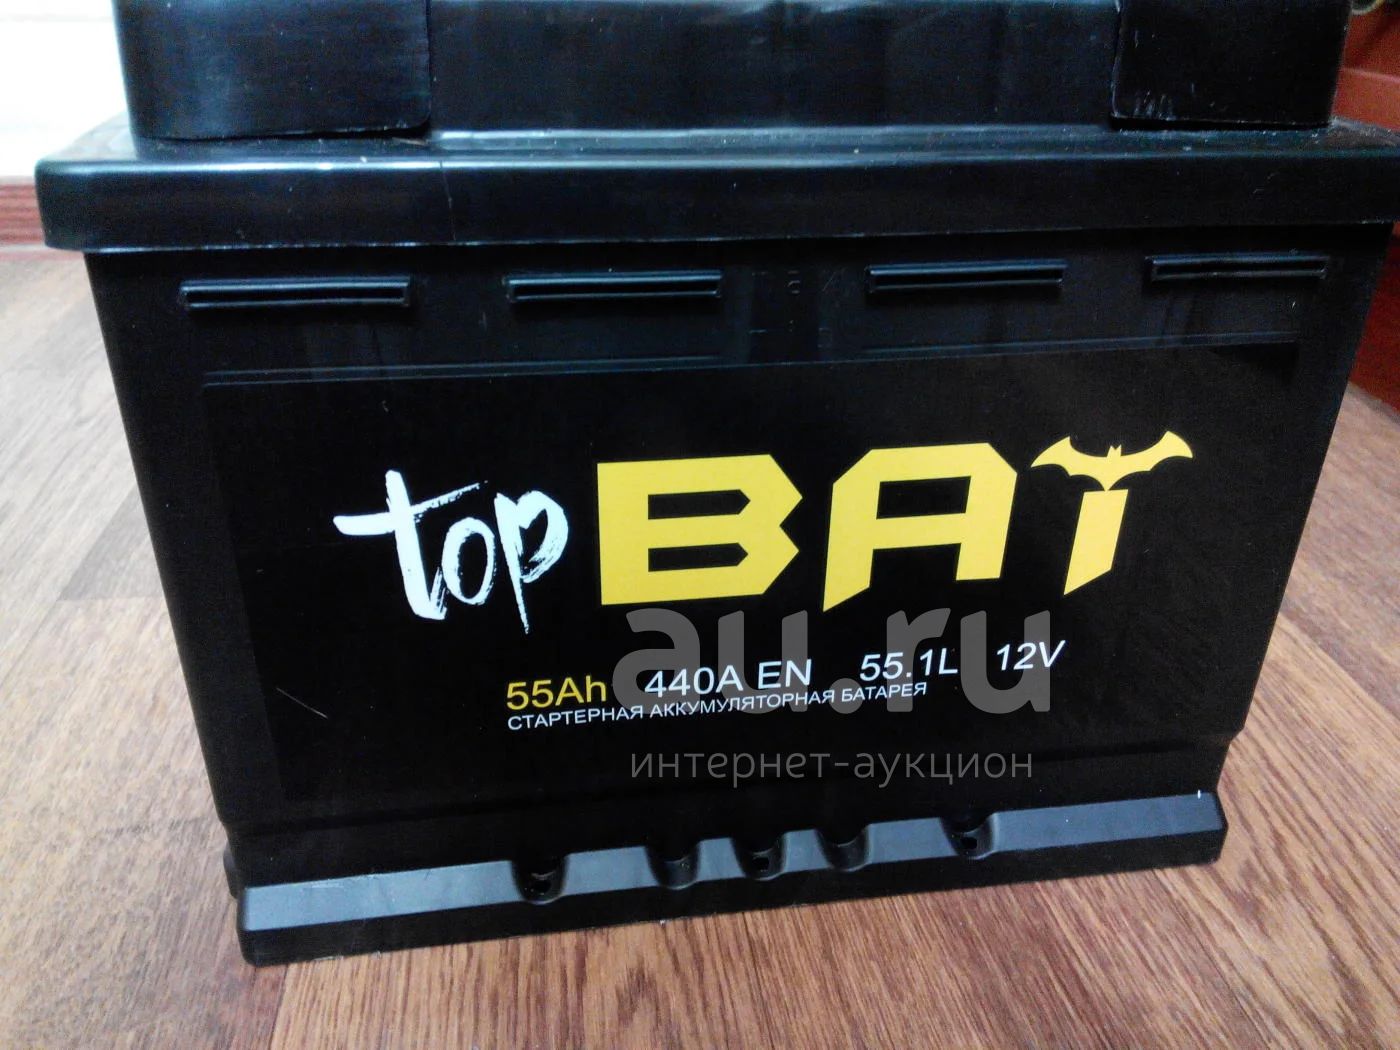 top BAT
55Ah 440A EN 55.1L 12V
СТАРТЕРНАЯ АККУМУЛЯТОРНАЯ БАТАРЕЯ
au.ru
интернет-аукцион